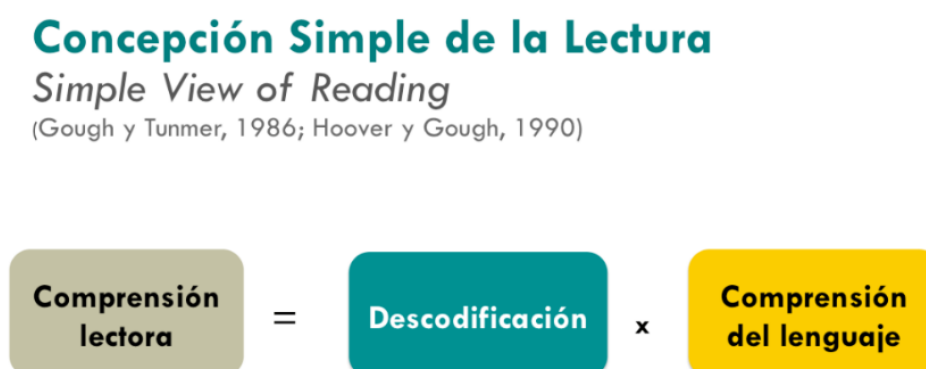 Concepción Simple de la Lectura
Simple View of Reading
(Gough y Tunmer, 1986; Hoover y Gough, 1990)
Comprensión
lectora
=
Descodificación
x
Comprensión
del lenguaje